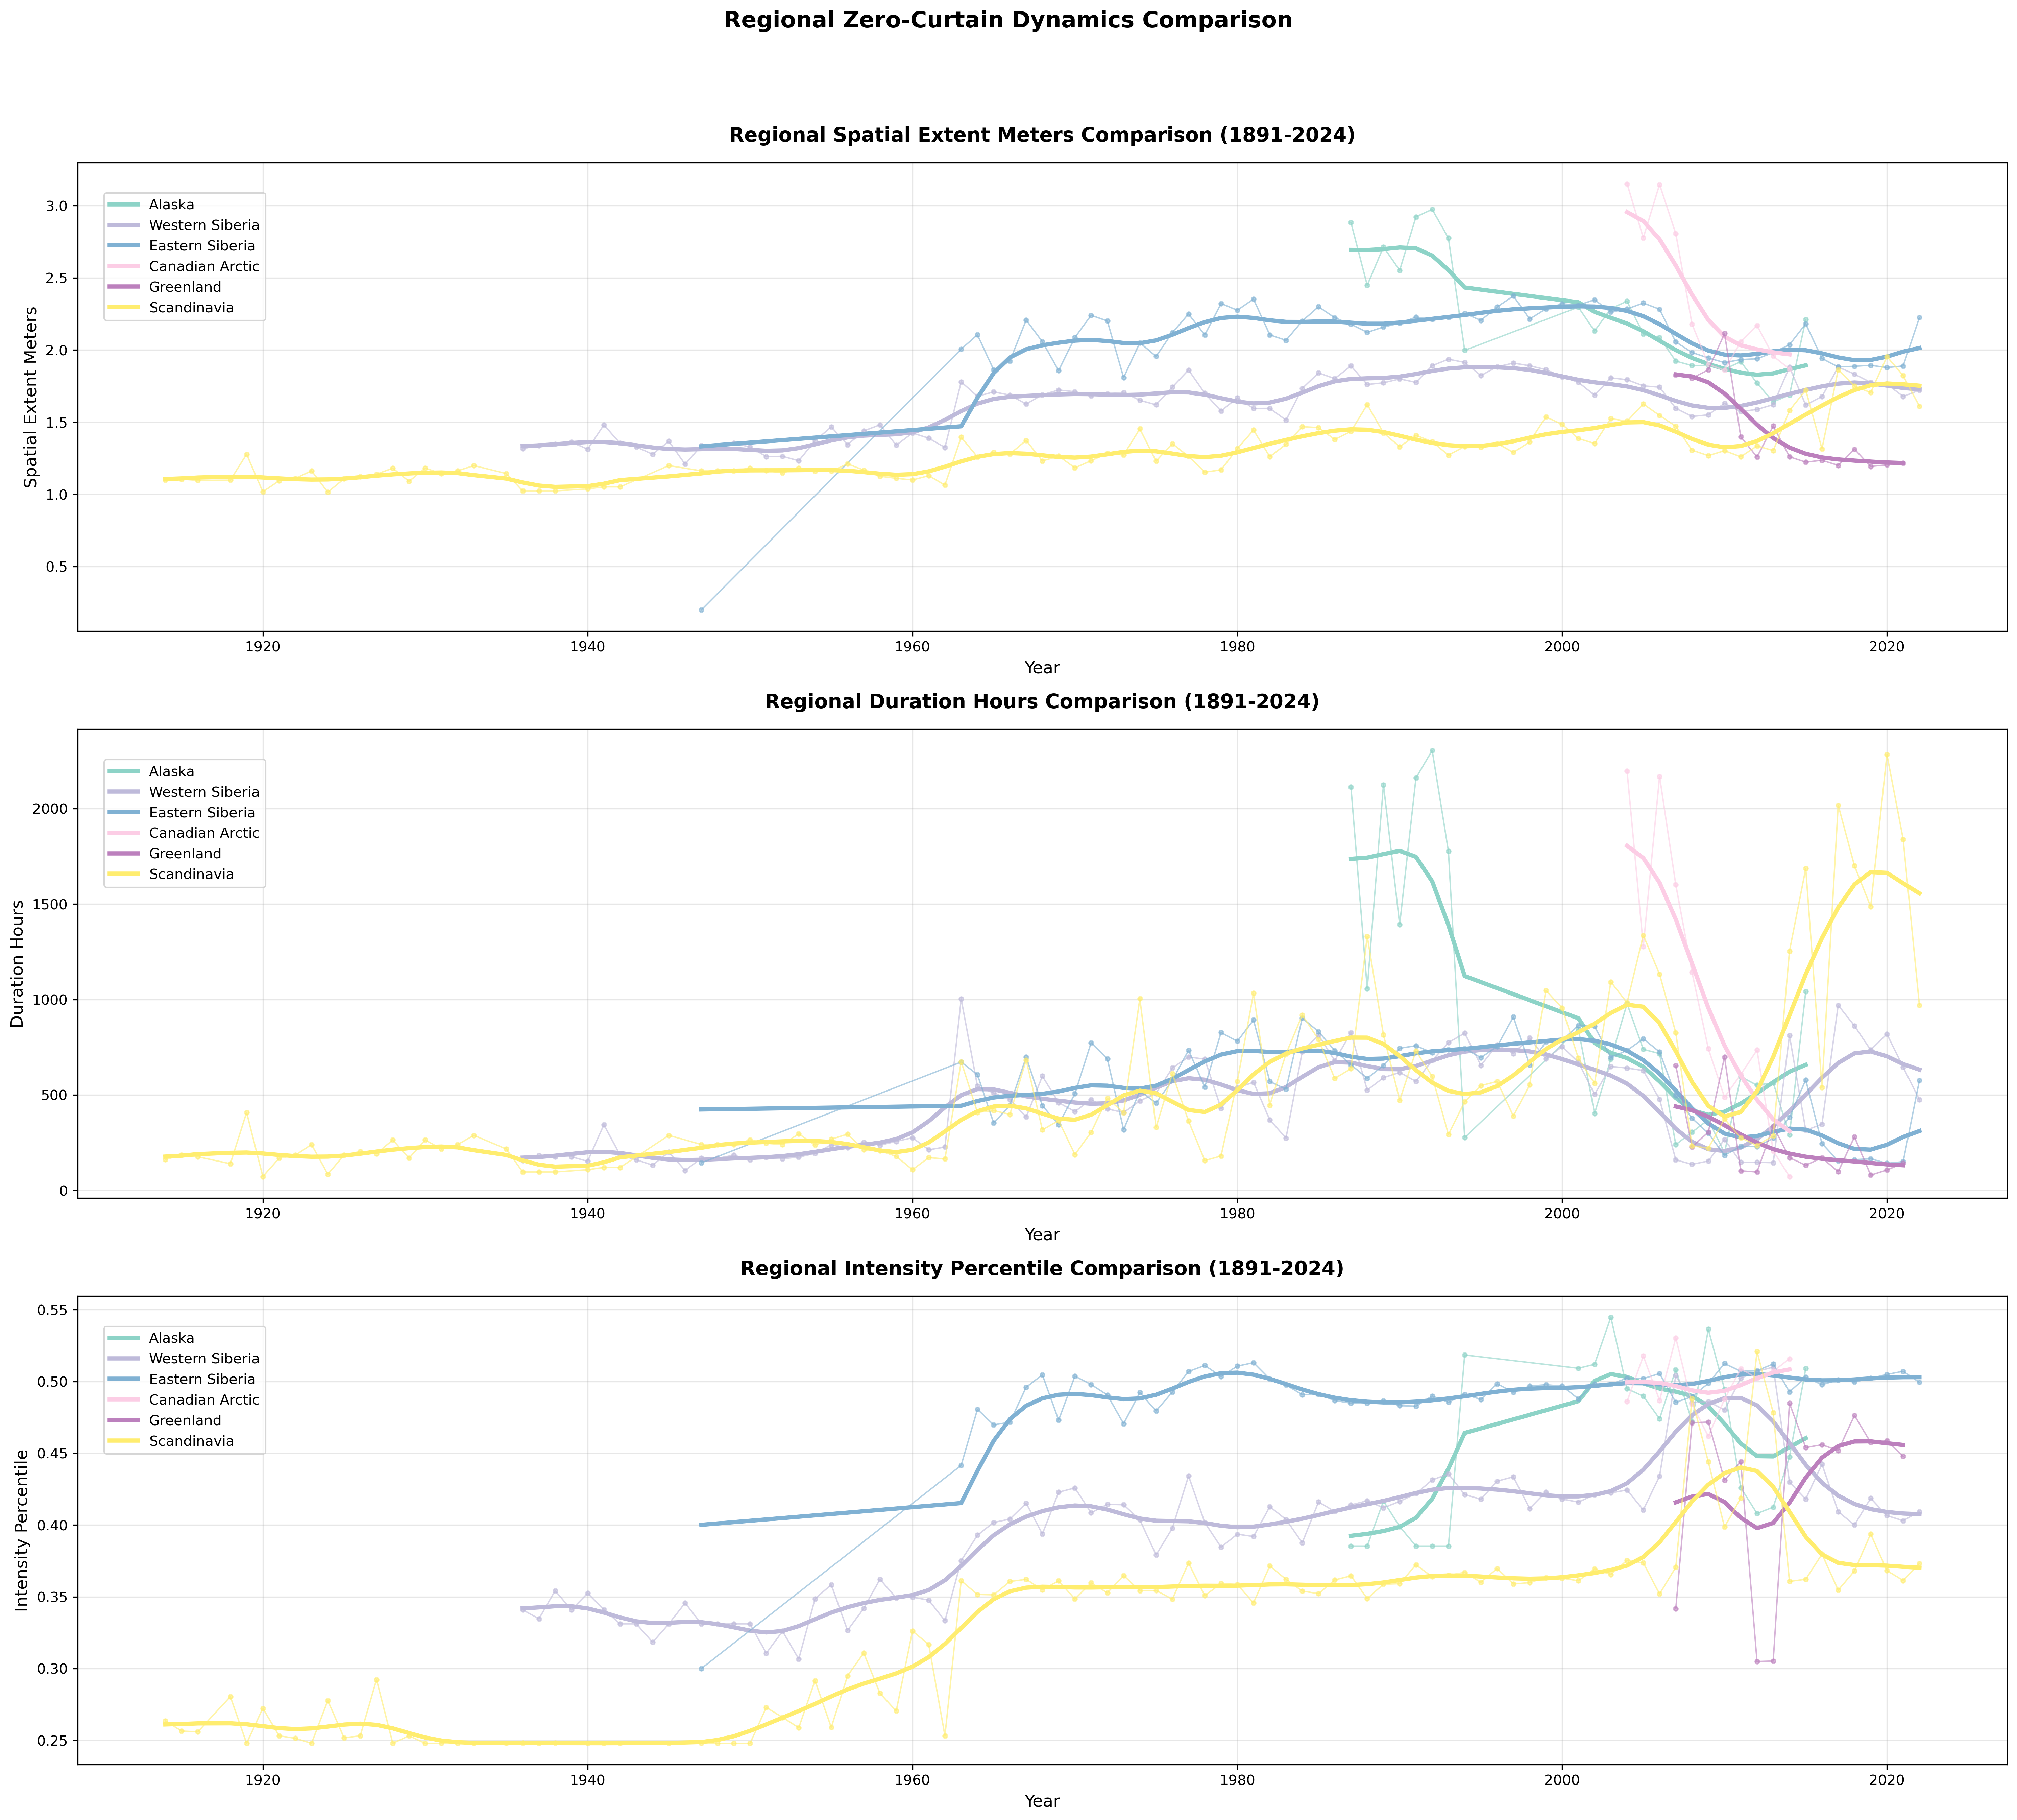 Regional Zero-Curtain Dynamics Comparison
Regional Spatial Extent Meters Comparison (1891-2024)
Spatial Extent Meters
3.0
2.5
2.0
1.5
1.0
0.5
Alaska
Western Siberia
Eastern Siberia
Canadian Arctic
Greenland
Scandinavia
1920 1940 1960 1980 2000 2020
Year
Regional Duration Hours Comparison (1891-2024)
Duration Hours
2000
1500
1000
500
0
Alaska
Western Siberia
Eastern Siberia
Canadian Arctic
Greenland
Scandinavia
1920 1940 1960 1980 2000 2020
Year
Regional Intensity Percentile Comparison (1891-2024)
Intensity Percentile
0.55
0.50
0.45
0.40
0.35
0.30
0.25
Alaska
Western Siberia
Eastern Siberia
Canadian Arctic
Greenland
Scandinavia
1920 1940 1960 1980 2000 2020
Year